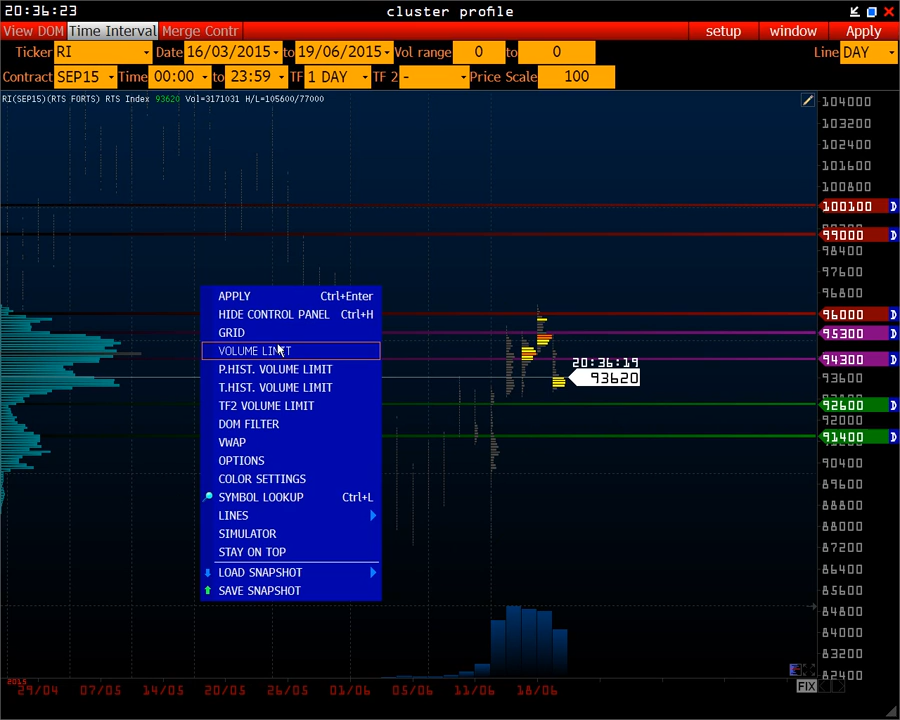 20:36:23 cluster profile
View DOM Time Interval Merge Contr setup window Apply
Ticker RI Date 16/03/2015 to 19/06/2015 Vol range 0 to 0 Line DAY
Contract SEP15 Time 00:00 to 23:59 TF 1 DAY TF 2 - Price Scale 100
RI(SEP15)(RTS FORTS) RTS Index 93620 Vol=3171031 H/L=105600/77000
104000
103200
102400
101600
100800
100100 D
99000 D
98400
97600
96800
96000 D
95300 D
94300 D
93600
92600 D
92000
91400 D
90400
89600
88800
88000
87200
86400
85600
84800
84000
83200
82400
20:36:19
93620
APPLY Ctrl+Enter
HIDE CONTROL PANEL Ctrl+H
GRID
VOLUME LIMIT
P.HIST. VOLUME LIMIT
T.HIST. VOLUME LIMIT
TF2 VOLUME LIMIT
DOM FILTER
VWAP
OPTIONS
COLOR SETTINGS
SYMBOL LOOKUP Ctrl+L
LINES
SIMULATOR
STAY ON TOP
LOAD SNAPSHOT
SAVE SNAPSHOT
2015
29/04 07/05 14/05 20/05 26/05 01/06 05/06 11/06 18/06
FIX